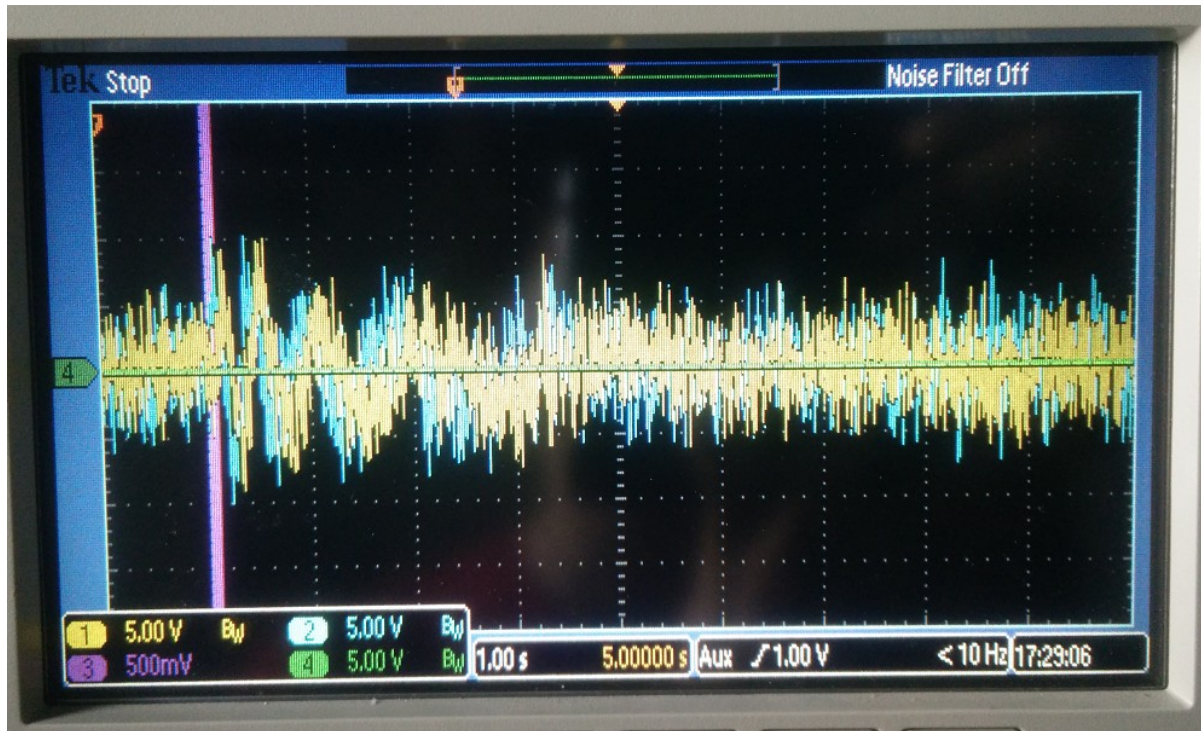 Tek Stop
Noise Filter Off
4
1 5.00 V BW 2 5.00 V BW
3 500mV 4 5.00 V BW
1.00 s 5.00000 s
Aux 1.00 V
< 10 Hz
17:29:06